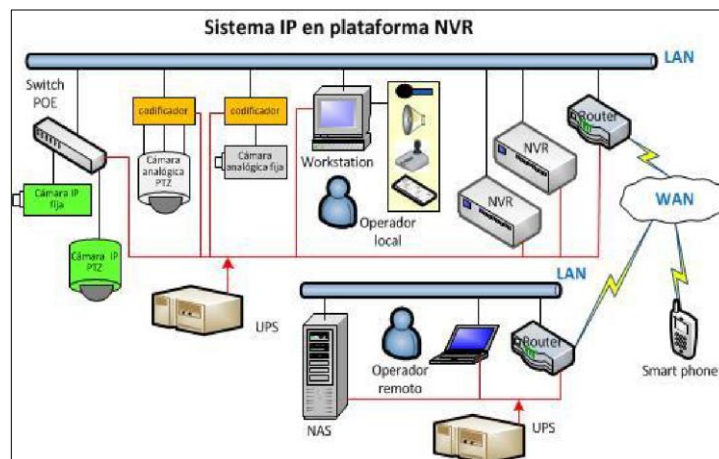 Sistema IP en plataforma NVR
LAN
Switch
POE
codificador
codificador
Cámara
analógica
PTZ
Cámara
analógica fija
Workstation
Operador
local
NVR
NVR
Router
WAN
Cámara IP
fija
Cámara IP
PTZ
UPS
LAN
Operador
remoto
Router
Smart phone
NAS
UPS